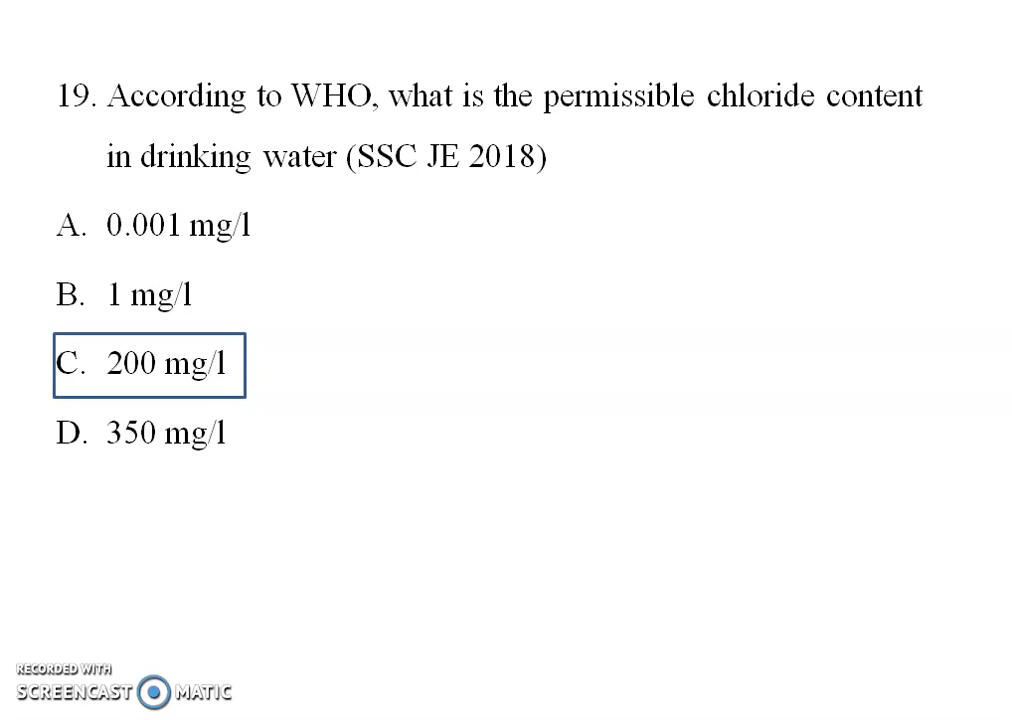 19. According to WHO, what is the permissible chloride content
in drinking water (SSC JE 2018)
A. 0.001 mg/l
B. 1 mg/l
C. 200 mg/l
D. 350 mg/l
RECORDED WITH
SCREENCAST MATIC